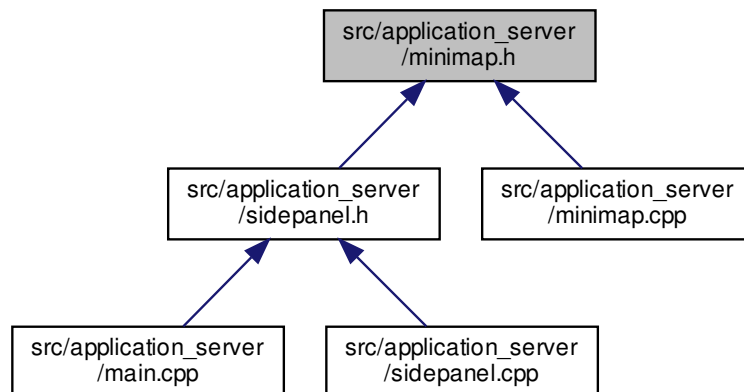 src/application_server
/minimap.h
src/application_server
/sidepanel.h
src/application_server
/minimap.cpp
src/application_server
/main.cpp
src/application_server
/sidepanel.cpp